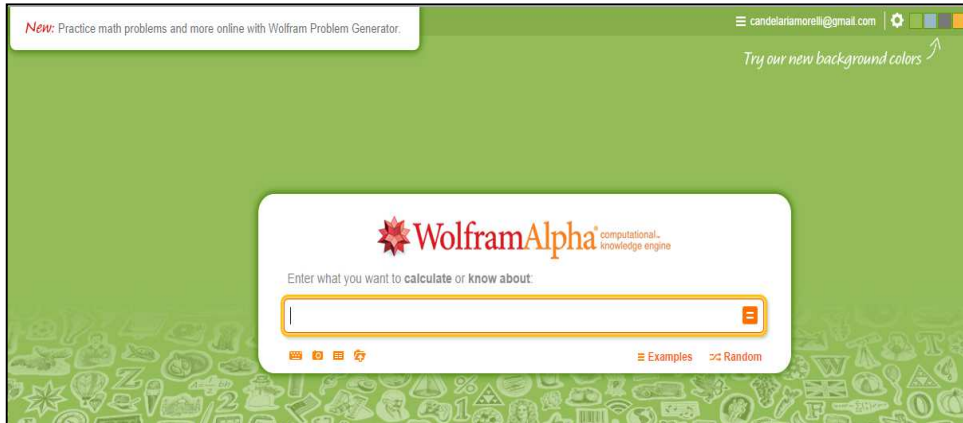 New: Practice math problems and more online with Wolfram Problem Generator.
candelariamorelli@gmail.com
Try our new background colors
WolframAlpha computational knowledge engine
Enter what you want to calculate or know about:
Examples Random